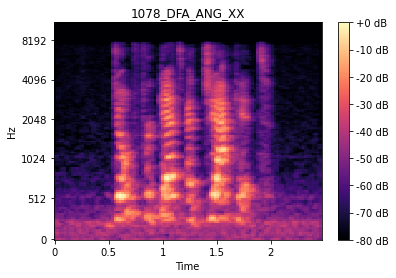 1078_DFA_ANG_XX
8192
4096
2048
1024
512
0
Hz
0
0.5
1
1.5
2
Time
+0 dB
-10 dB
-20 dB
-30 dB
-40 dB
-50 dB
-60 dB
-70 dB
-80 dB